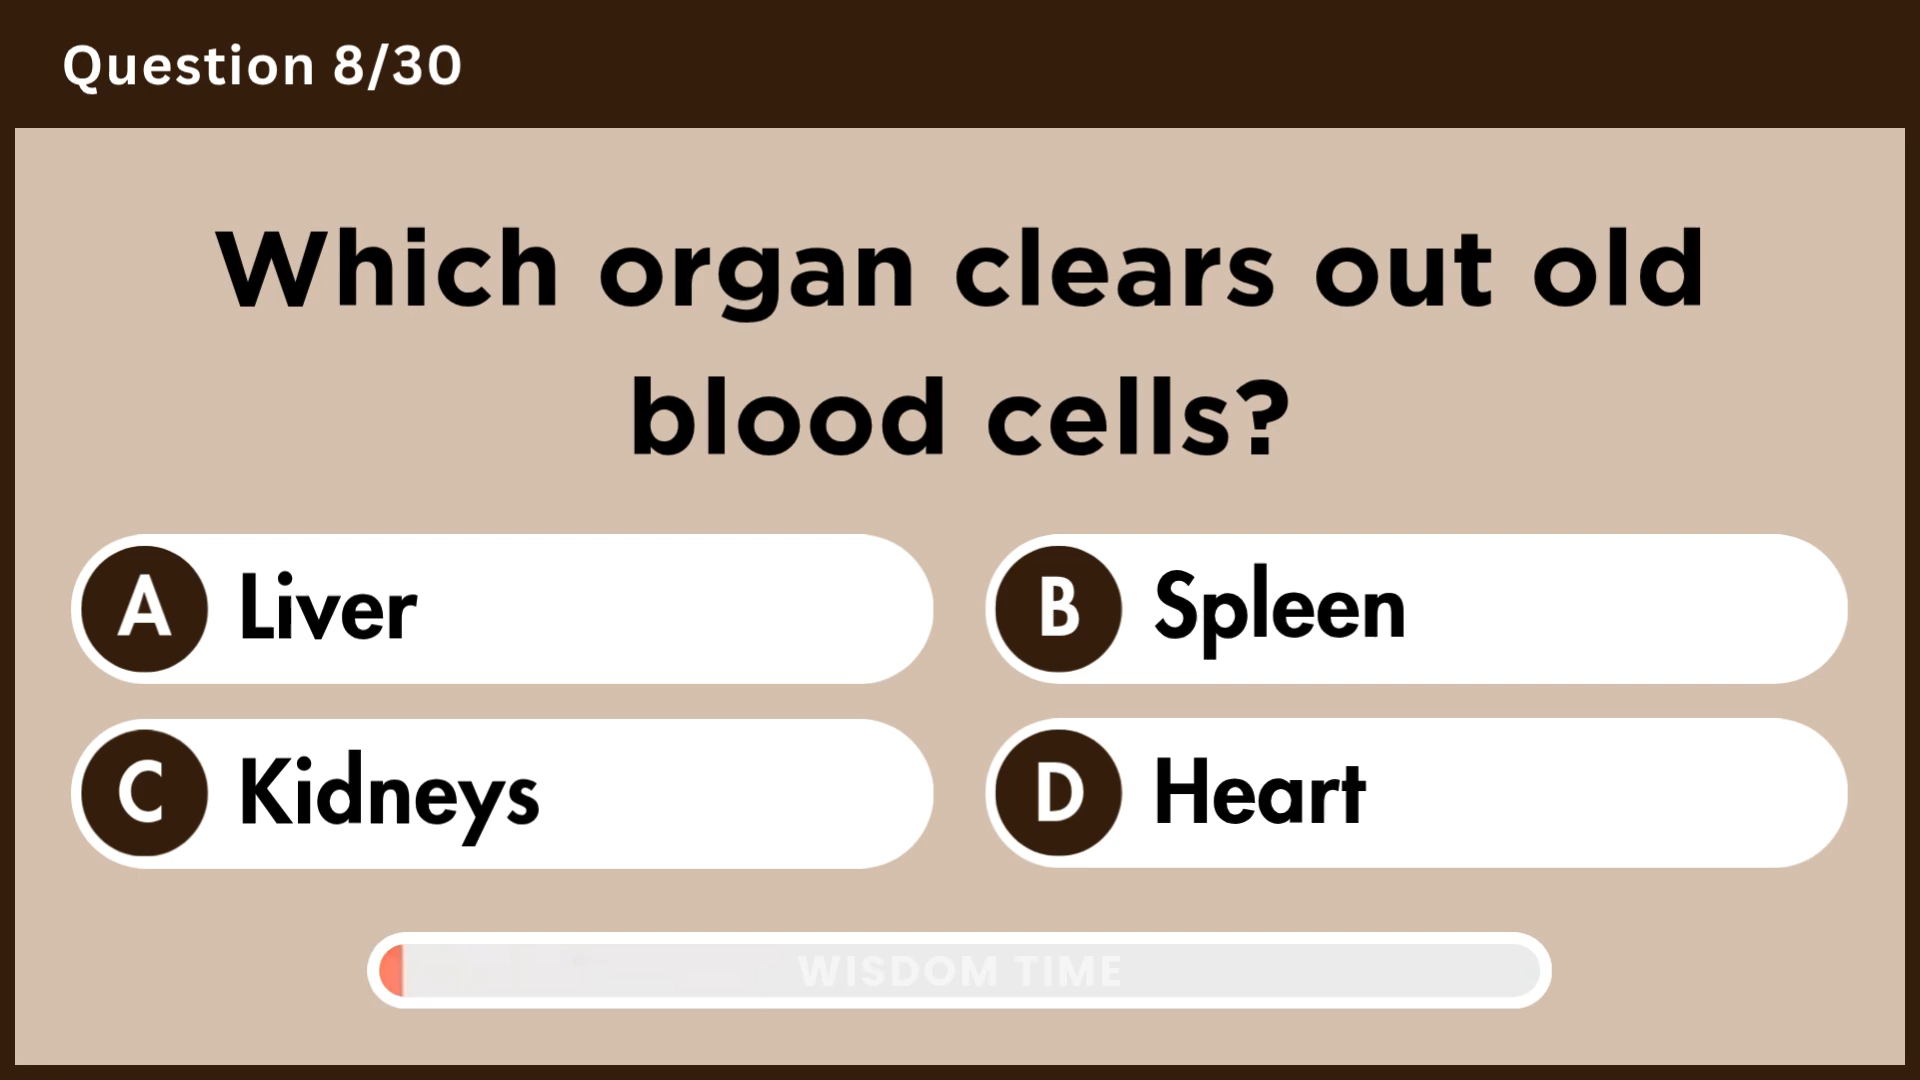 Question 8/30
Which organ clears out old
blood cells?
A Liver
B Spleen
C Kidneys
D Heart
WISDOM TIME